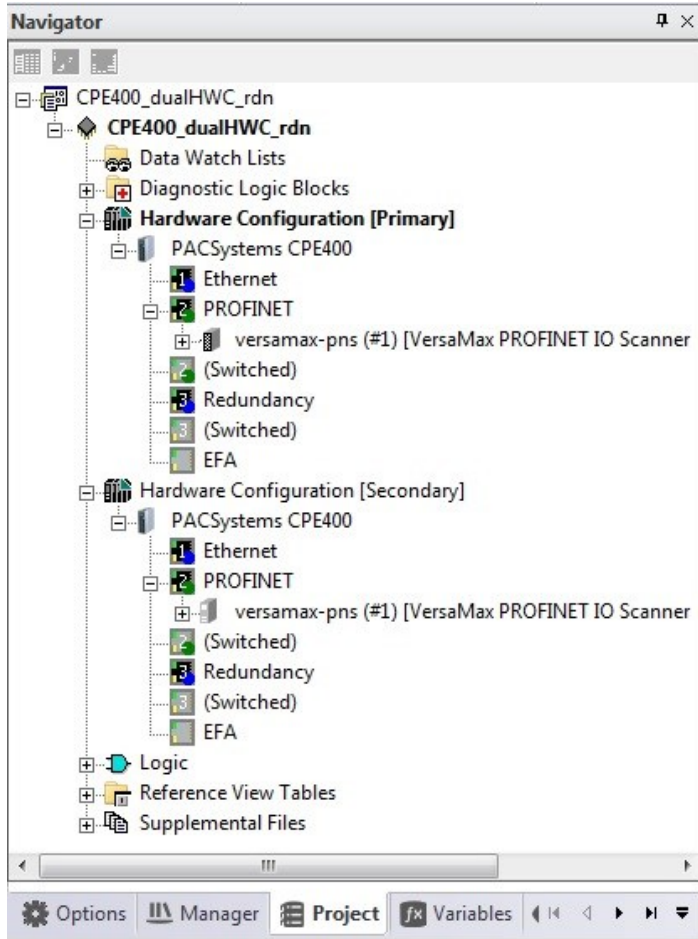 Navigator
CPE400_dualHWC_rdn
CPE400_dualHWC_rdn
Data Watch Lists
Diagnostic Logic Blocks
Hardware Configuration [Primary]
PACSystems CPE400
1 Ethernet
2 PROFINET
versamax-pns (#1) [VersaMax PROFINET IO Scanner
2 (Switched)
3 Redundancy
3 (Switched)
EFA
Hardware Configuration [Secondary]
PACSystems CPE400
1 Ethernet
2 PROFINET
versamax-pns (#1) [VersaMax PROFINET IO Scanner
2 (Switched)
3 Redundancy
3 (Switched)
EFA
Logic
Reference View Tables
Supplemental Files
Options Manager Project fx Variables